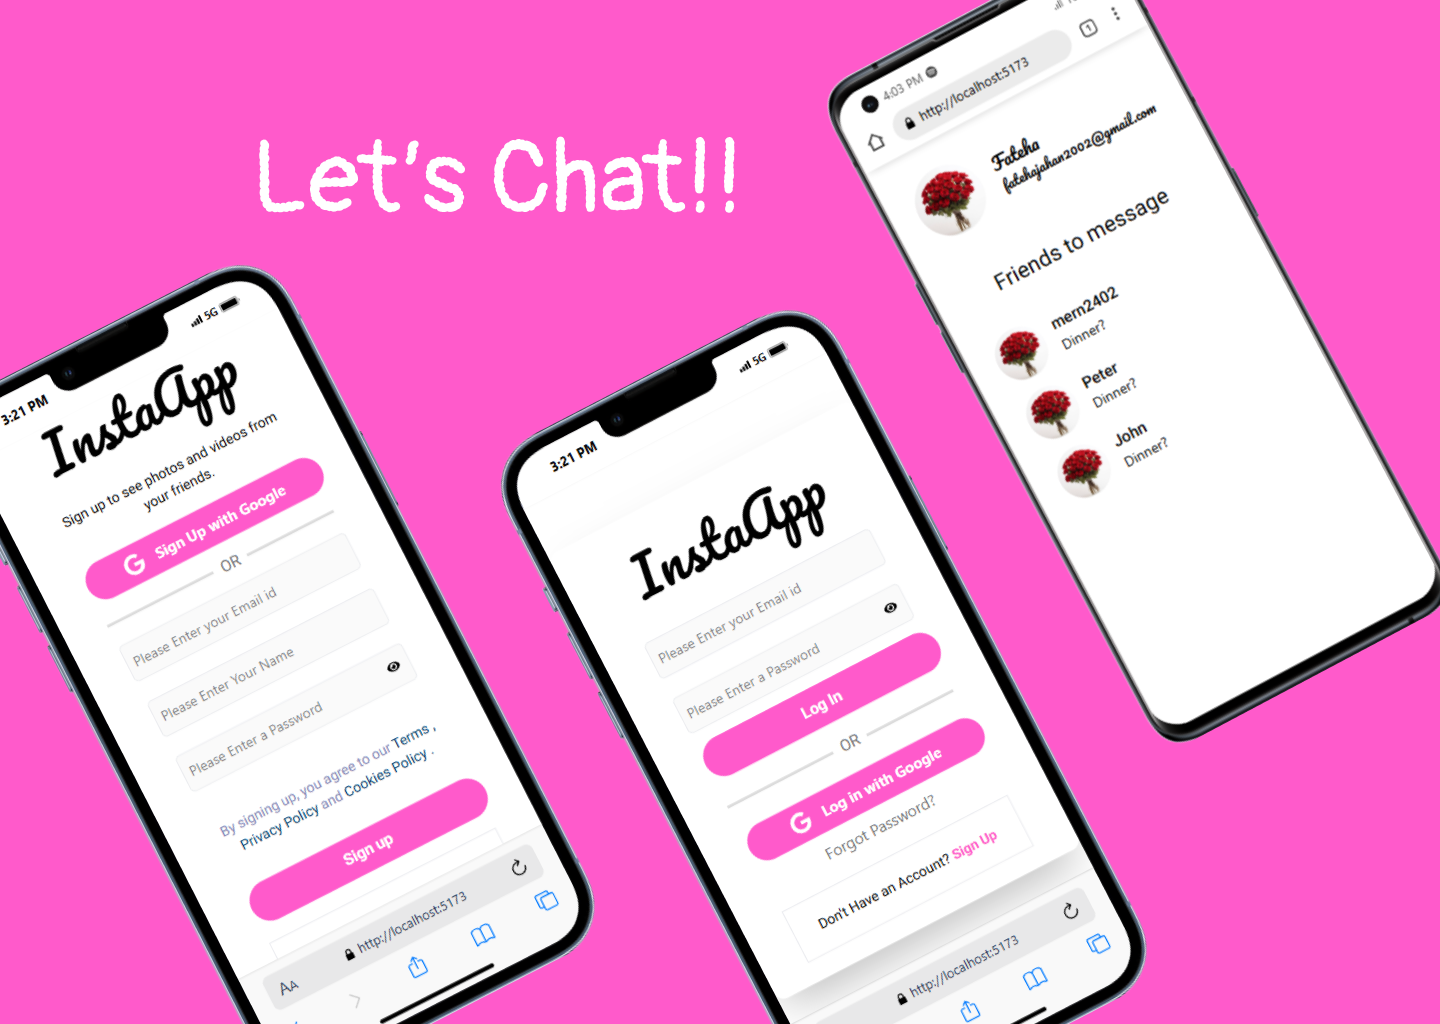 Let's Chat!!
3:21 PM
5G
InstaApp
Sign up to see photos and videos from
your friends.
Sign Up with Google
OR
Please Enter your Email id
Please Enter Your Name
Please Enter a Password
By signing up, you agree to our Terms ,
Privacy Policy and Cookies Policy .
Sign up
AA
http://localhost:5173
3:21 PM
5G
InstaApp
Please Enter your Email id
Please Enter a Password
Log In
OR
Log in with Google
Forgot Password?
Don't Have an Account? Sign Up
http://localhost:5173
4:03 PM
http://localhost:5173
1
Fateha
fatehajahan2002@gmail.com
Friends to message
mern2402
Dinner?
Peter
Dinner?
John
Dinner?